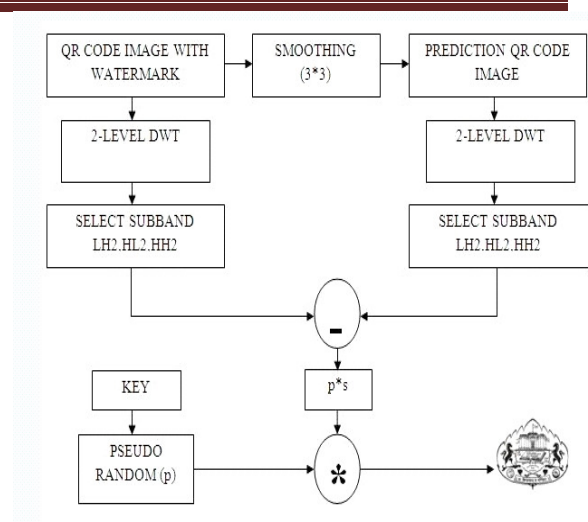 QR CODE IMAGE WITH
WATERMARK
SMOOTHING
(3*3)
PREDICTION QR CODE
IMAGE
2-LEVEL DWT
2-LEVEL DWT
SELECT SUBBAND
LH2.HL2.HH2
SELECT SUBBAND
LH2.HL2.HH2
-
KEY
p*s
PSEUDO
RANDOM (p)
*